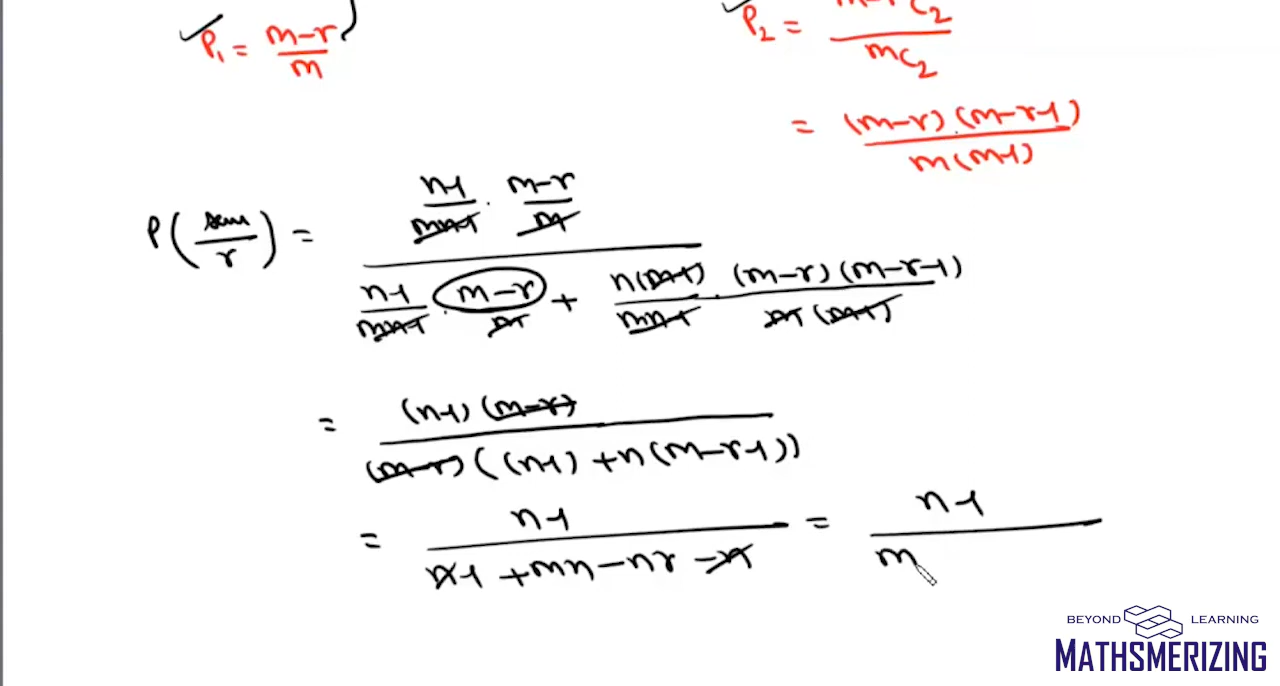 P₁ = (m-r)/m
P₂ = m-rC₂/mC₂
= (m-r).(m-r-1)/m(m-1)
P(sum/r) = (n-1)/(mn-1) . (m-r)/m
(n-1)/(mn-1) . (m-r)/m + n(m-1)/(mn-1) . (m-r)(m-r-1)/m(m-1)
= (n-1)(m-r)/(m-r)((n-1)+n(m-r-1))
= n-1/n-1+mn-nr-n = n-1/m
BEYOND LEARNING
MATHSMERIZING